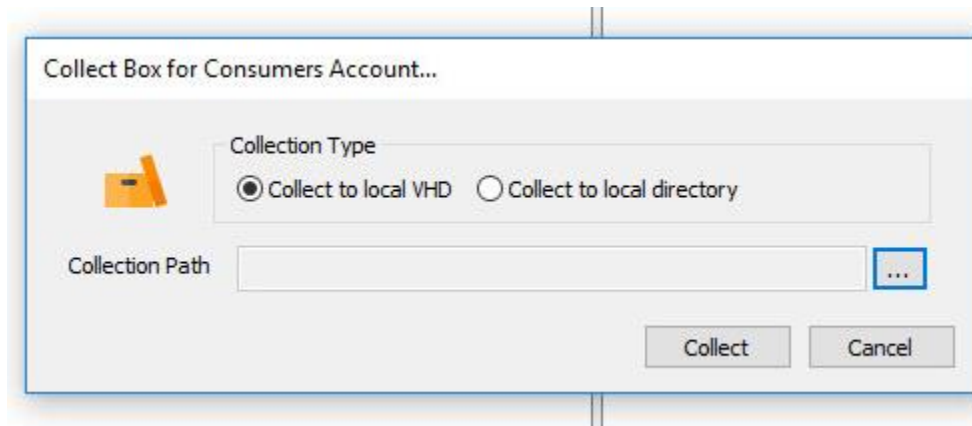 Collect Box for Consumers Account...
Collection Type
Collect to local VHD Collect to local directory
Collection Path ...
Collect Cancel